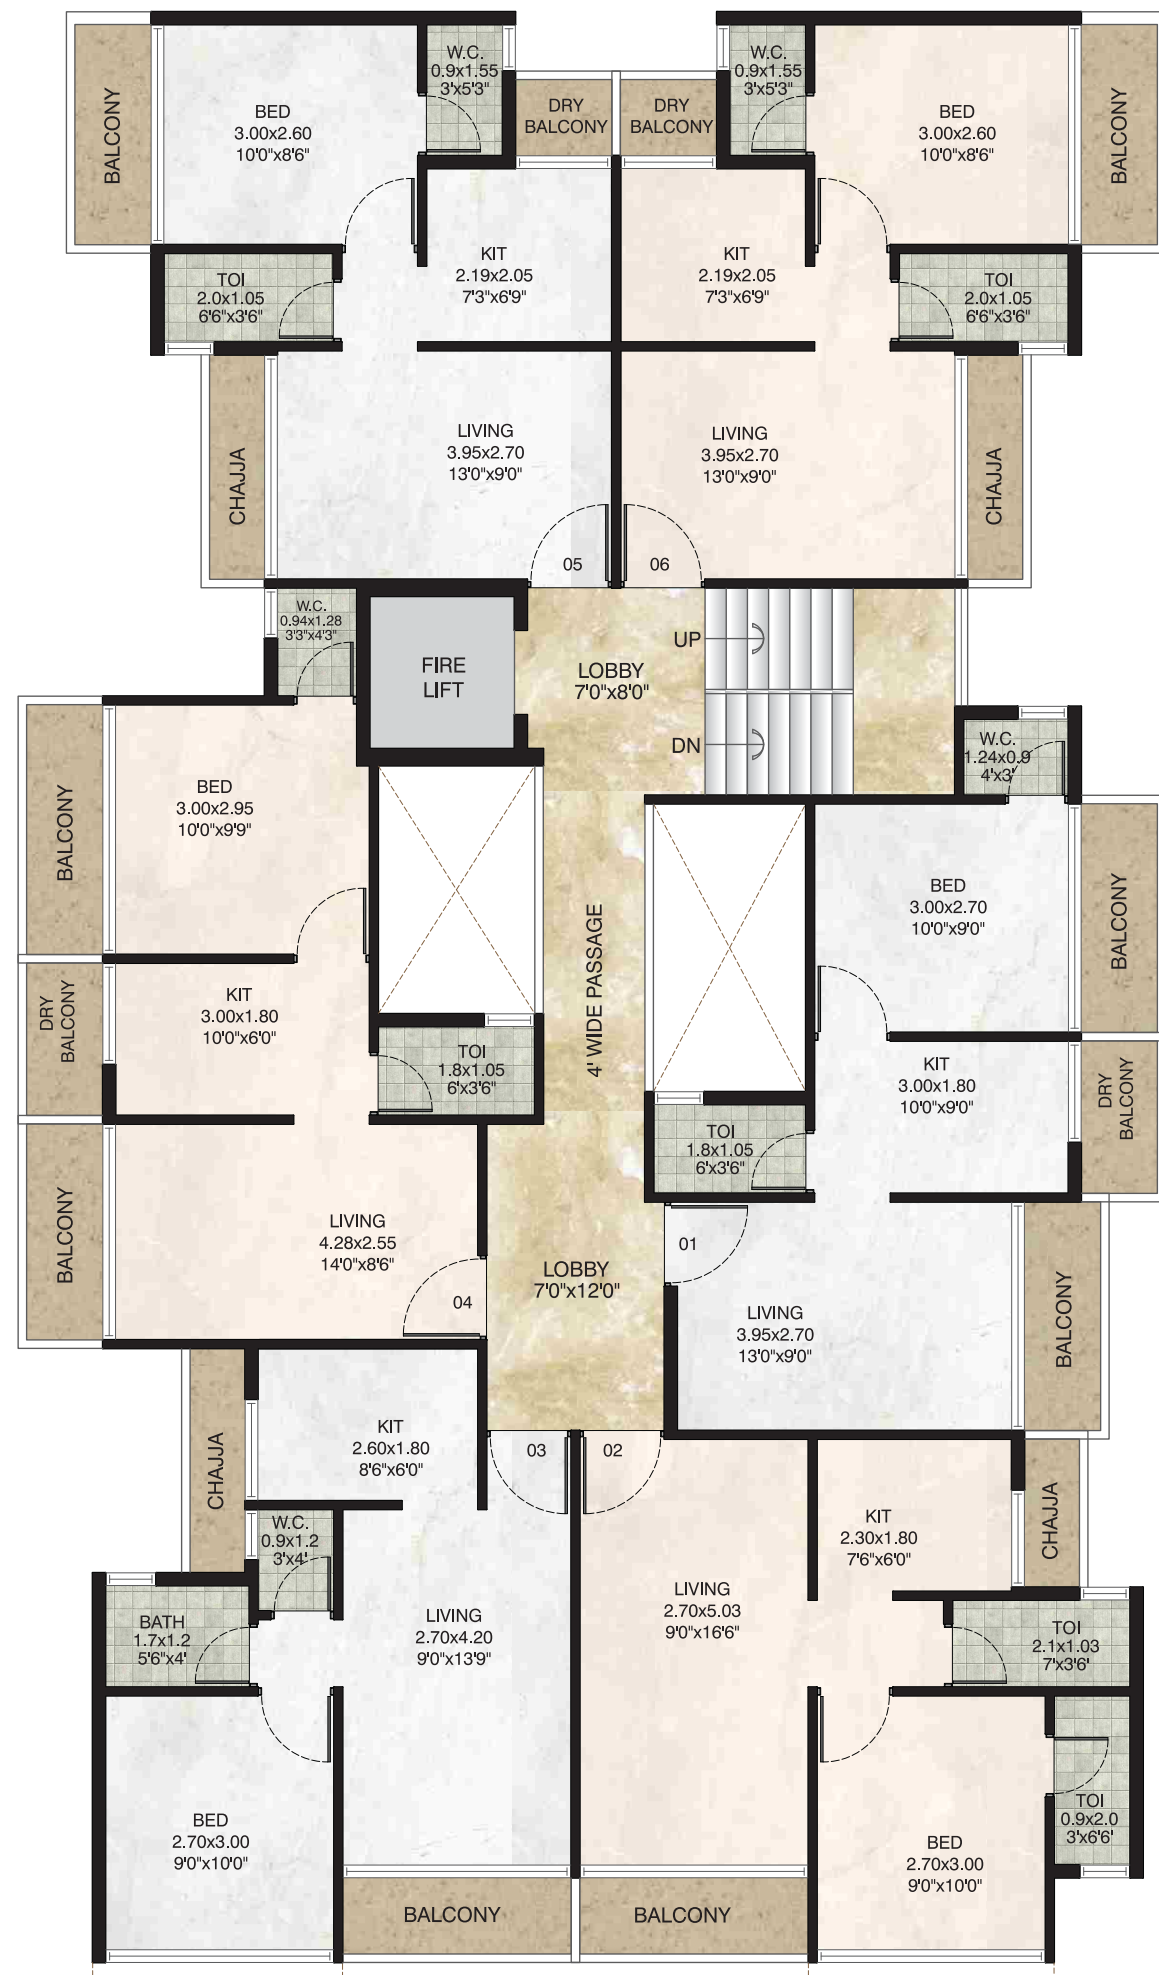 BALCONY
BED
3.00x2.60
10'0"x8'6"
W.C.
0.9x1.55
3'x5'3"
DRY
BALCONY
DRY
BALCONY
W.C.
0.9x1.55
3'x5'3"
BED
3.00x2.60
10'0"x8'6"
BALCONY
TOI
2.0x1.05
6'6"x3'6"
KIT
2.19x2.05
7'3"x6'9"
KIT
2.19x2.05
7'3"x6'9"
TOI
2.0x1.05
6'6"x3'6"
CHAJJA
LIVING
3.95x2.70
13'0"x9'0"
LIVING
3.95x2.70
13'0"x9'0"
CHAJJA
05
06
W.C.
0.94x1.28
3'3"x4'3"
FIRE
LIFT
LOBBY
7'0"x8'0"
UP
DN
W.C.
1.24x0.9
4'x3'
BALCONY
BED
3.00x2.95
10'0"x9'9"
BED
3.00x2.70
10'0"x9'0"
BALCONY
4' WIDE PASSAGE
DRY
BALCONY
KIT
3.00x1.80
10'0"x6'0"
TOI
1.8x1.05
6'x3'6"
KIT
3.00x1.80
10'0"x9'0"
DRY
BALCONY
TOI
1.8x1.05
6'x3'6"
BALCONY
LIVING
4.28x2.55
14'0"x8'6"
04
LOBBY
7'0"x12'0"
01
LIVING
3.95x2.70
13'0"x9'0"
BALCONY
CHAJJA
KIT
2.60x1.80
8'6"x6'0"
03
02
KIT
2.30x1.80
7'6"x6'0"
CHAJJA
W.C.
0.9x1.2
3'x4'
BATH
1.7x1.2
5'6"x4'
LIVING
2.70x4.20
9'0"x13'9"
LIVING
2.70x5.03
9'0"x16'6"
TOI
2.1x1.03
7'x3'6"
BED
2.70x3.00
9'0"x10'0"
BED
2.70x3.00
9'0"x10'0"
TOI
0.9x2.0
3'x6'6'
BALCONY
BALCONY